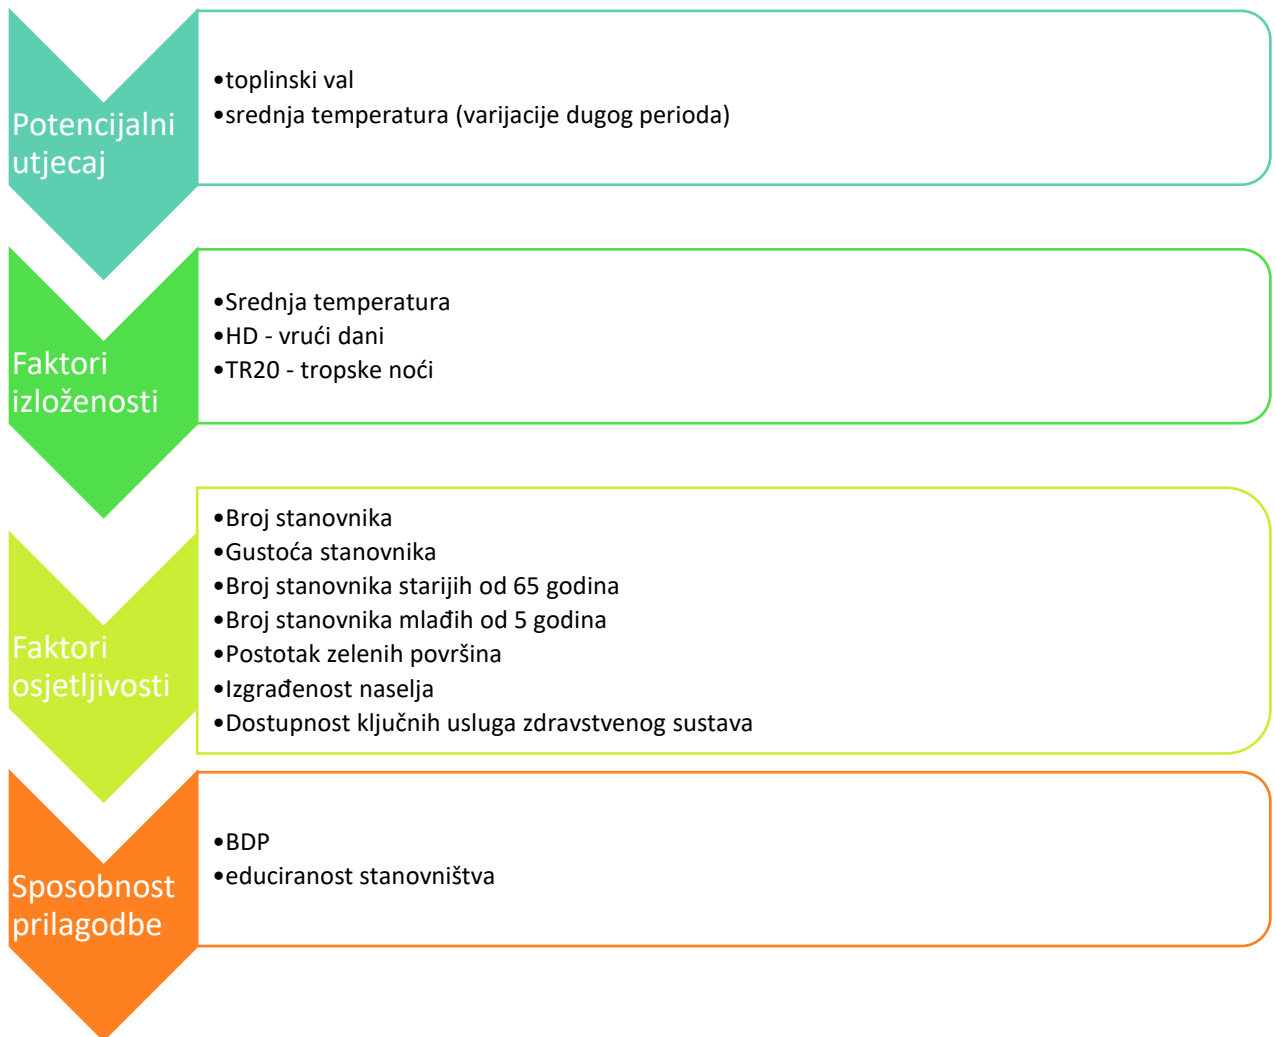 Potencijalni
utjecaj
•toplinski val
•srednja temperatura (varijacije dugog perioda)
Faktori
izloženosti
•Srednja temperatura
•HD - vrući dani
•TR20 - tropske noći
Faktori
osjetljivosti
•Broj stanovnika
•Gustoća stanovnika
•Broj stanovnika starijih od 65 godina
•Broj stanovnika mlađih od 5 godina
•Postotak zelenih površina
•Izgrađenost naselja
•Dostupnost ključnih usluga zdravstvenog sustava
Sposobnost
prilagodbe
•BDP
•educiranost stanovništva